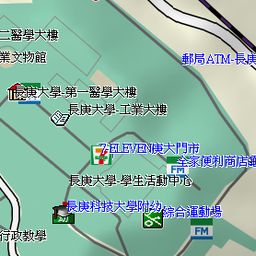 二醫學大樓
業文物館
郵局ATM-長庚
長庚大學-第一醫學大樓
長庚大學-工業大樓
7-ELEVEN庚大門市
全家便利商店龜
FM
長庚大學-學生活動中心
長庚科技大學附幼
綜合運動場
FM
行政教學